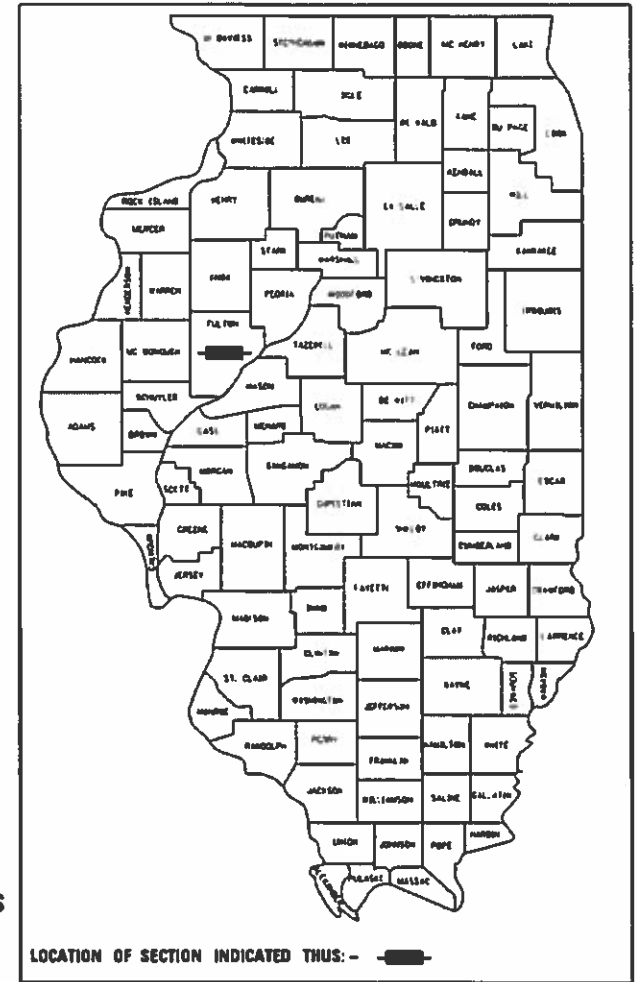 STEPHENSON WINNEBAGO BOONE MC HENRY LAKE
CARROLL OGLE
DE KALB KANE DU PAGE COOK
WHITESIDE LEE
KENDALL
ROCK ISLAND HENRY BUREAU LA SALLE WILL
MERCER GRUNDY
PUTNAM
STARK MARSHALL KANKAKEE
HENDERSON WARREN KNOX PEORIA WOODFORD LIVINGSTON IROQUOIS
FULTON
HANCOCK MC DONOUGH TAZEWELL MC LEAN FORD
MASON
SCHUYLER DE WITT CHAMPAIGN VERMILION
ADAMS BROWN CASS MENARD LOGAN PIATT
MACON
MORGAN SANGAMON DOUGLAS EDGAR
PIKE SCOTT MOULTRIE
CHRISTIAN COLES
GREENE MACOUPIN MONTGOMERY SHELBY
CUMBERLAND CLARK
CALHOUN JERSEY
FAYETTE EFFINGHAM JASPER CRAWFORD
MADISON BOND
CLAY RICHLAND LAWRENCE
CLINTON MARION
ST. CLAIR WAYNE WABASH
WASHINGTON JEFFERSON
MONROE
RANDOLPH PERRY HAMILTON WHITE
FRANKLIN
JACKSON WILLIAMSON SALINE GALLATIN
UNION JOHNSON POPE HARDIN
PULASKI MASSAC
S
LOCATION OF SECTION INDICATED THUS: -